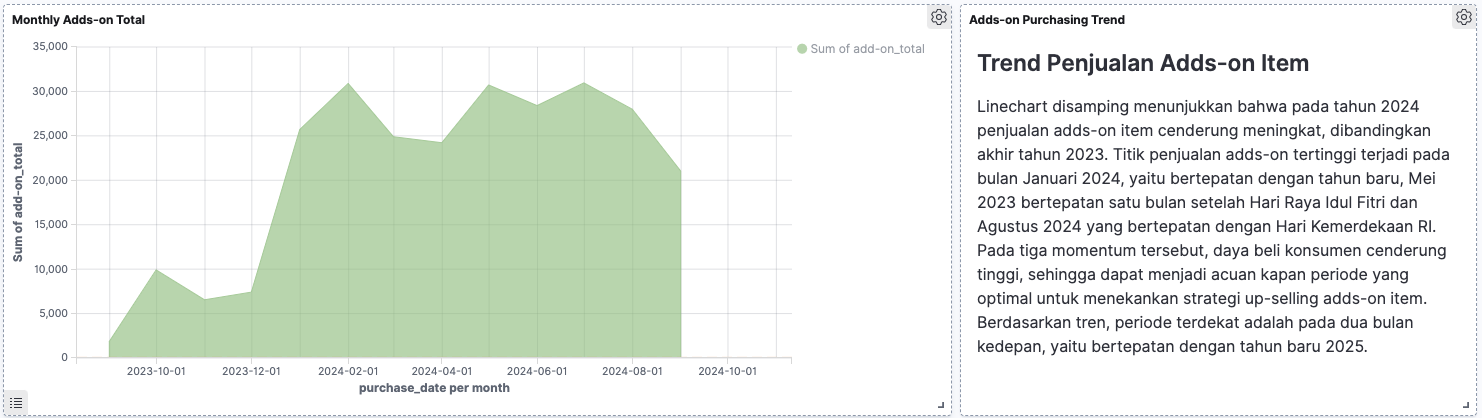 Monthly Adds-on Total
35,000
30,000
25,000
20,000
15,000
10,000
5,000
0
Sum of add-on_total
2023-10-01
2023-12-01
2024-02-01
2024-04-01
2024-06-01
2024-08-01
2024-10-01
purchase_date per month
Sum of add-on_total
Adds-on Purchasing Trend
Trend Penjualan Adds-on Item
Linechart disamping menunjukkan bahwa pada tahun 2024
penjualan adds-on item cenderung meningkat, dibandingkan
akhir tahun 2023. Titik penjualan adds-on tertinggi terjadi pada
bulan Januari 2024, yaitu bertepatan dengan tahun baru, Mei
2023 bertepatan satu bulan setelah Hari Raya Idul Fitri dan
Agustus 2024 yang bertepatan dengan Hari Kemerdekaan RI.
Pada tiga momentum tersebut, daya beli konsumen cenderung
tinggi, sehingga dapat menjadi acuan kapan periode yang
optimal untuk menekankan strategi up-selling adds-on item.
Berdasarkan tren, periode terdekat adalah pada dua bulan
kedepan, yaitu bertepatan dengan tahun baru 2025.